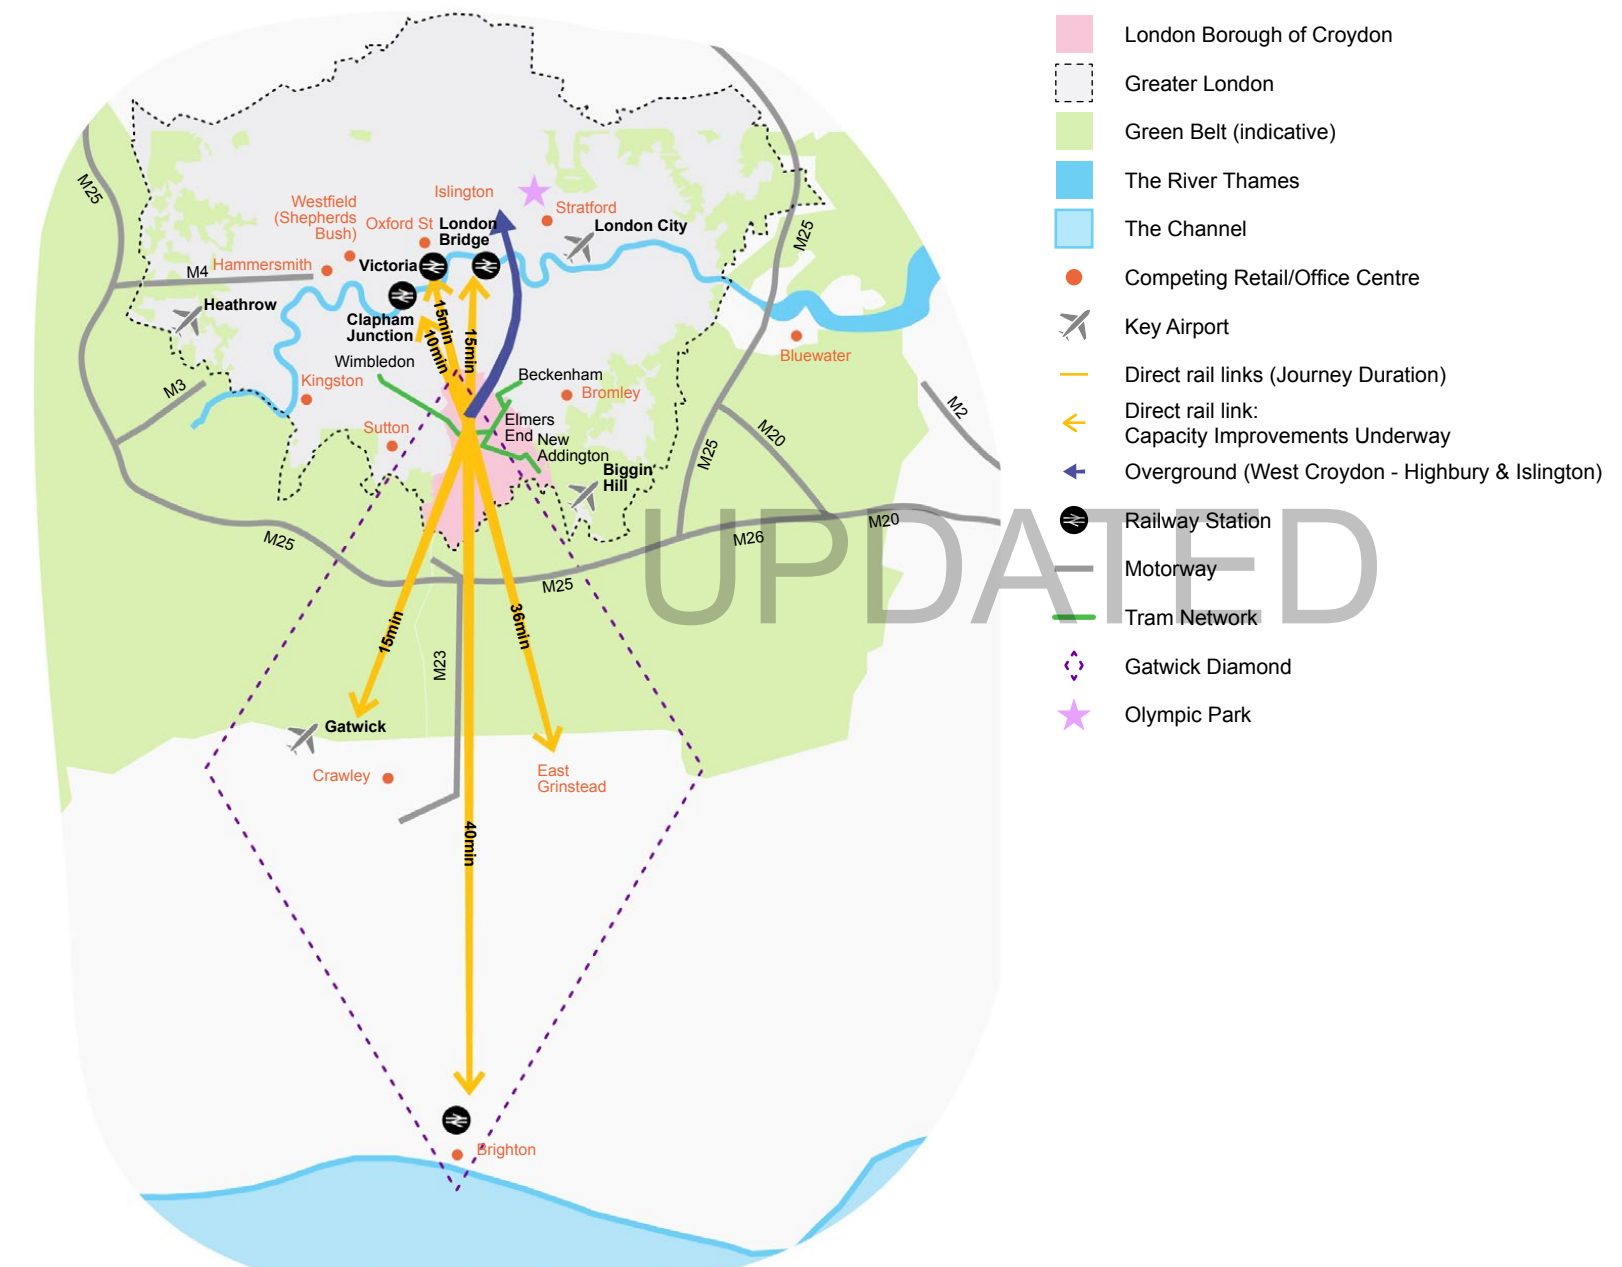 M25
Westfield
(Shepherds
Bush)
Islington
Oxford St
London
Bridge
Stratford
London City
M25
M4
Hammersmith
Victoria
Heathrow
Clapham
Junction
15min
10min
15min
Wimbledon
M3
Kingston
Beckenham
Bromley
Bluewater
Sutton
Elmers
End
New
Addington
Biggin
Hill
M2
M20
M25
M25
M26
M20
M25
15min
36min
M23
Gatwick
Crawley
East
Grinstead
40min
Brighton
London Borough of Croydon
Greater London
Green Belt (indicative)
The River Thames
The Channel
Competing Retail/Office Centre
Key Airport
Direct rail links (Journey Duration)
Direct rail link:
Capacity Improvements Underway
Overground (West Croydon - Highbury & Islington)
Railway Station
Motorway
Tram Network
Gatwick Diamond
Olympic Park
UPDATED